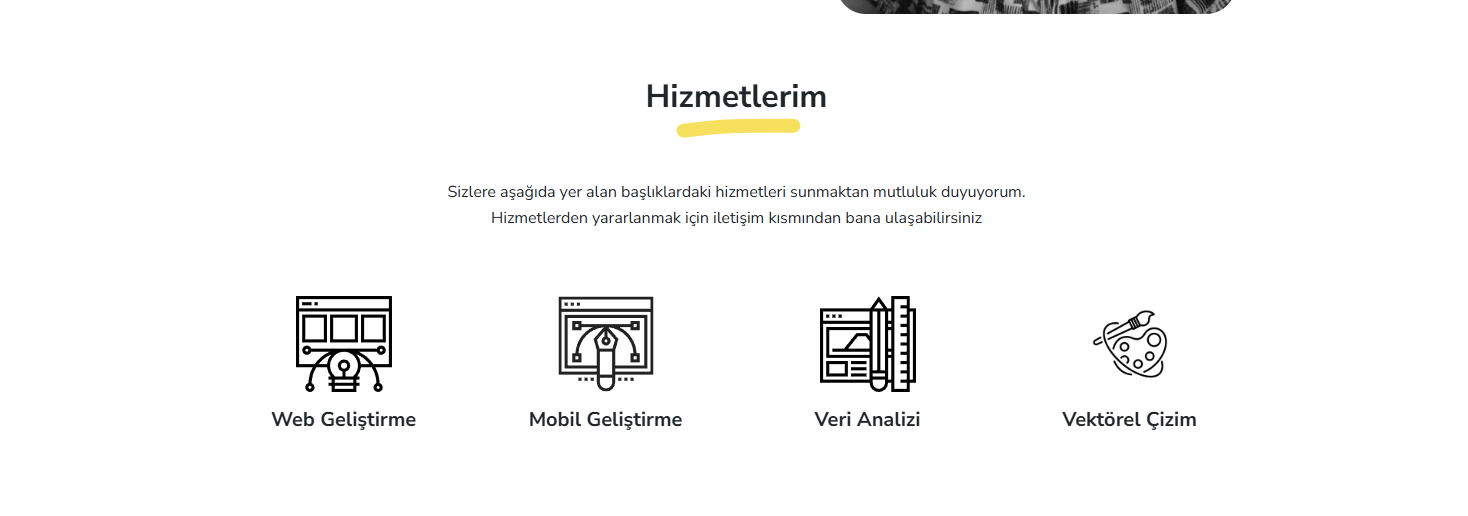 Hizmetlerim
Sizlere aşağıda yer alan başlıklardaki hizmetleri sunmaktan mutluluk duyuyorum.
Hizmetlerden yararlanmak için iletişim kısmından bana ulaşabilirsiniz
Web Geliştirme
Mobil Geliştirme
Veri Analizi
Vektörel Çizim